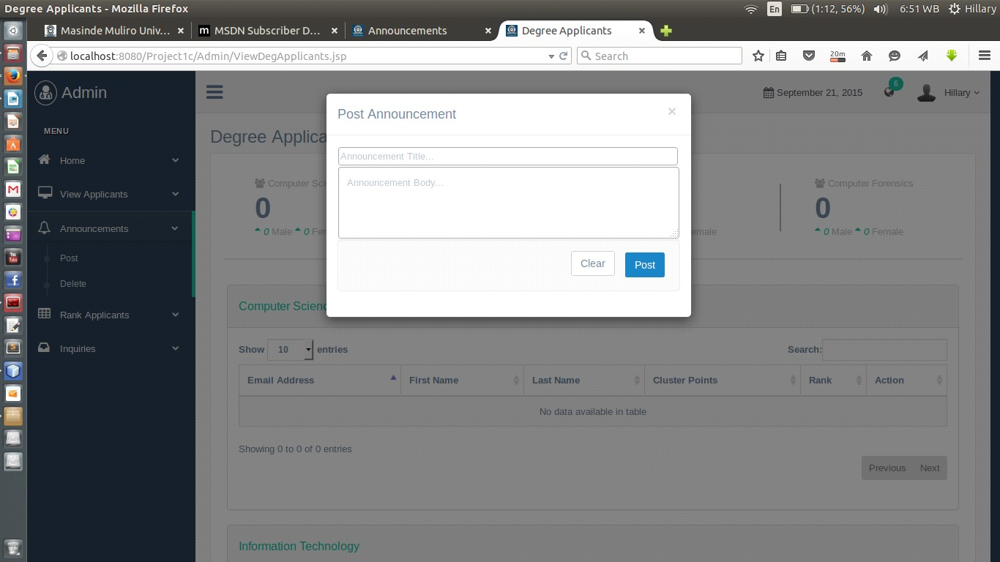 Degree Applicants - Mozilla Firefox
En (1:12, 56%) 6:51 WB Hillary
Masinde Muliro Univ... × MSDN Subscriber D... × Announcements × Degree Applicants ×
localhost:8080/Project1c/Admin/ViewDegApplicants.jsp
Search
20m
Admin
MENU
Home
View Applicants
Announcements
Post
Delete
Rank Applicants
Inquiries
September 21, 2015 6 Hillary
Degree Applica
Post Announcement ×
Announcement Title...
Announcement Body...
Clear Post
Computer Sci
0
0 Male 0 Fer
emale
Computer Forensics
0
0 Male 0 Female
Computer Scienc
Show 10 entries Search:
Email Address First Name Last Name Cluster Points Rank Action
No data available in table
Showing 0 to 0 of 0 entries
Previous Next
Information Technology